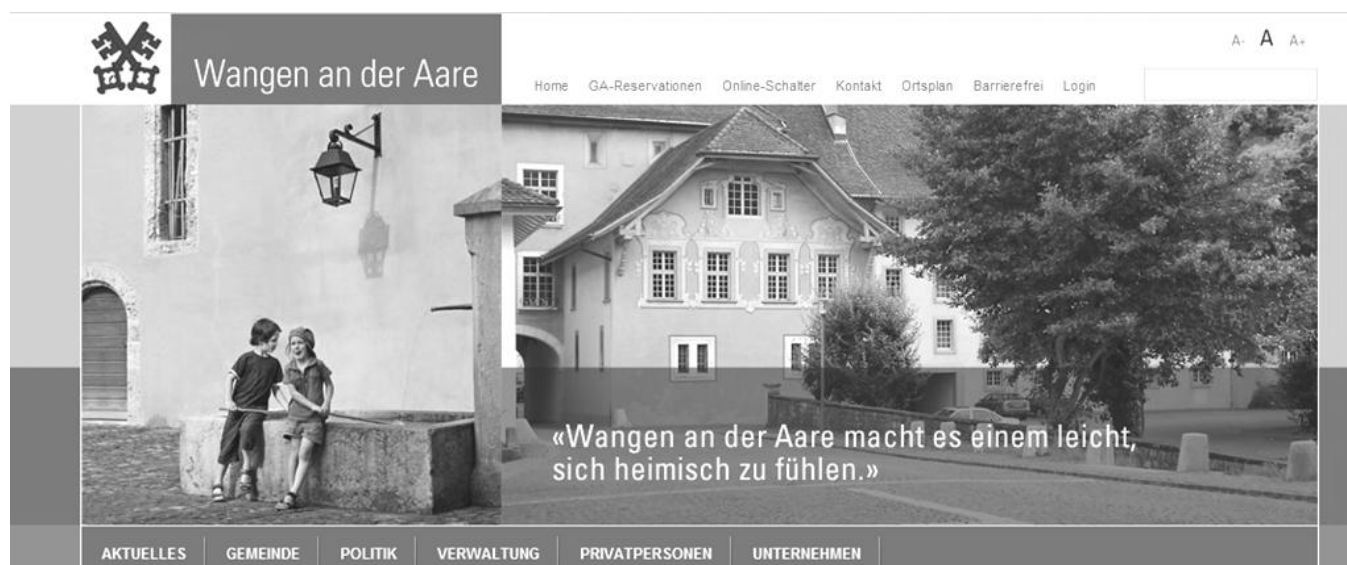 A- A A+
Wangen an der Aare
Home GA-Reservationen Online-Schalter Kontakt Ortsplan Barrierefrei Login
«Wangen an der Aare macht es einem leicht,
sich heimisch zu fühlen.»
AKTUELLES GEMEINDE POLITIK VERWALTUNG PRIVATPERSONEN UNTERNEHMEN